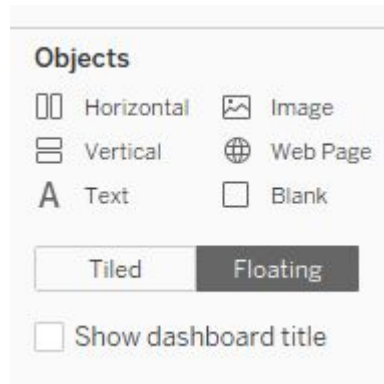 Objects
Horizontal Image
Vertical Web Page
A Text Blank
Tiled Floating
Show dashboard title